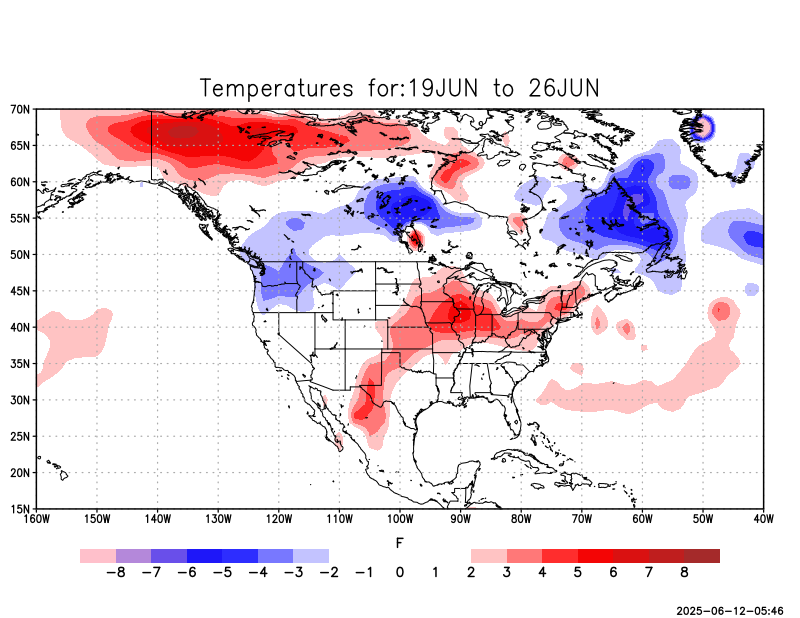 Temperatures for:19JUN to 26JUN
70N
65N
60N
55N
50N
45N
40N
35N
30N
25N
20N
15N
160W 150W 140W 130W 120W 110W 100W 90W 80W 70W 60W 50W 40W
F
−8 −7 −6 −5 −4 −3 −2 −1 0 1 2 3 4 5 6 7 8
2025-06-12-05:46